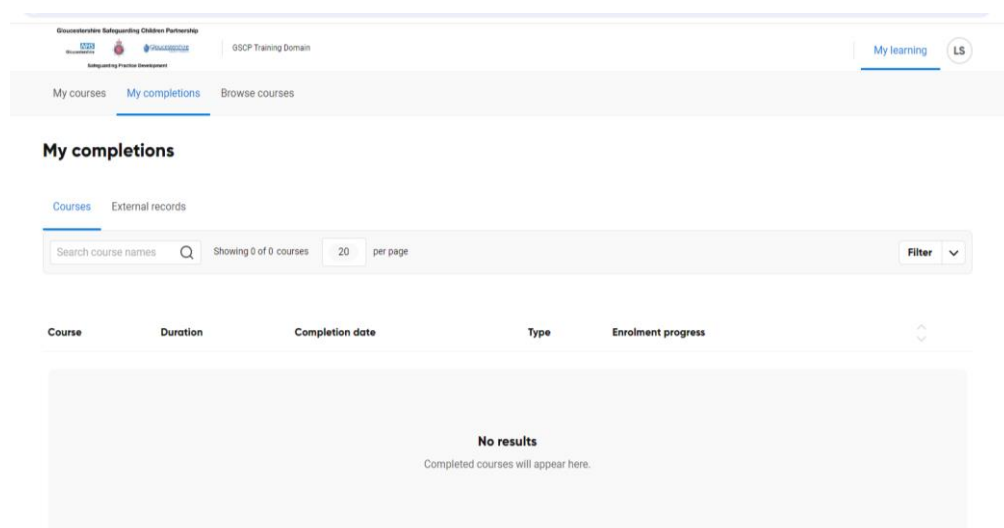 Gloucestershire Safeguarding Children Partnership
NHS
Gloucestershire
Safeguarding Practice Development
GSCP Training Domain
My learning
LS
My courses My completions Browse courses
My completions
Courses External records
Search course names Showing 0 of 0 courses 20 per page Filter
Course Duration Completion date Type Enrolment progress
No results
Completed courses will appear here.